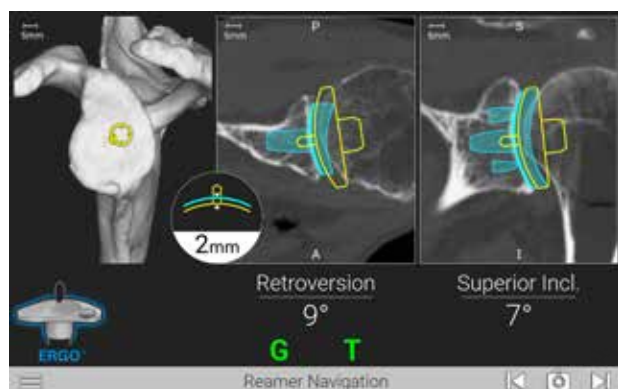 5mm
P
5mm
S
5mm
2mm
A
I
Retroversion
Superior Incl.
9°
7°
ERGO
G T
Reamer Navigation